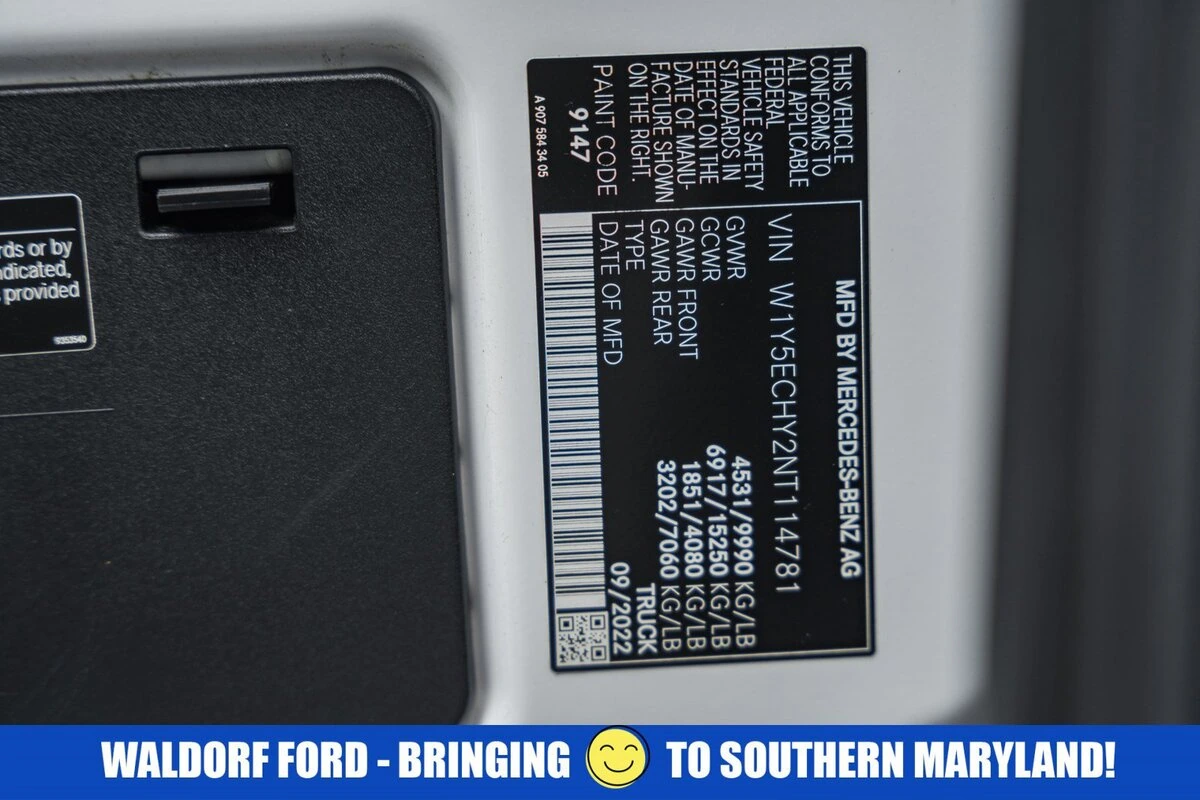 MFD BY MERCEDES-BENZ AG
VIN W1Y5ECHY2NT114781
GVWR 4531/9990 KG/LB
GCWR 6917/15250 KG/LB
GAWR FRONT 1851/4080 KG/LB
GAWR REAR 3202/7060 KG/LB
TYPE TRUCK
DATE OF MFD 09/2022
THIS VEHICLE
CONFORMS TO
ALL APPLICABLE
FEDERAL
VEHICLE SAFETY
STANDARDS IN
EFFECT ON THE
DATE OF MANU-
FACTURE SHOWN
ON THE RIGHT.
PAINT CODE
9147
A 907 584 34 05
rds or by
ndicated,
provided
WALDORF FORD - BRINGING TO SOUTHERN MARYLAND!